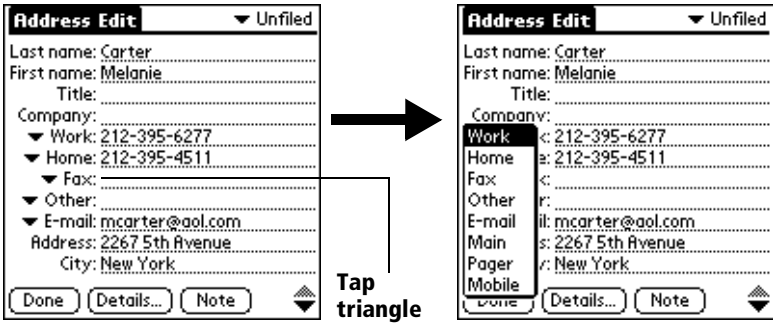 Address Edit Unfiled
Last name: Carter
First name: Melanie
Title:
Company:
Work: 212-395-6277
Home: 212-395-4511
Fax:
Other:
E-mail: mcarter@aol.com
Address: 2267 5th Avenue
City: New York
Done Details... Note
Tap
triangle
Address Edit Unfiled
Last name: Carter
First name: Melanie
Title:
Company:
Work k: 212-395-6277
Home e: 212-395-4511
Fax x:
Other r:
E-mail il: mcarter@aol.com
Main s: 2267 5th Avenue
Pager y: New York
Mobile
Done Details... Note